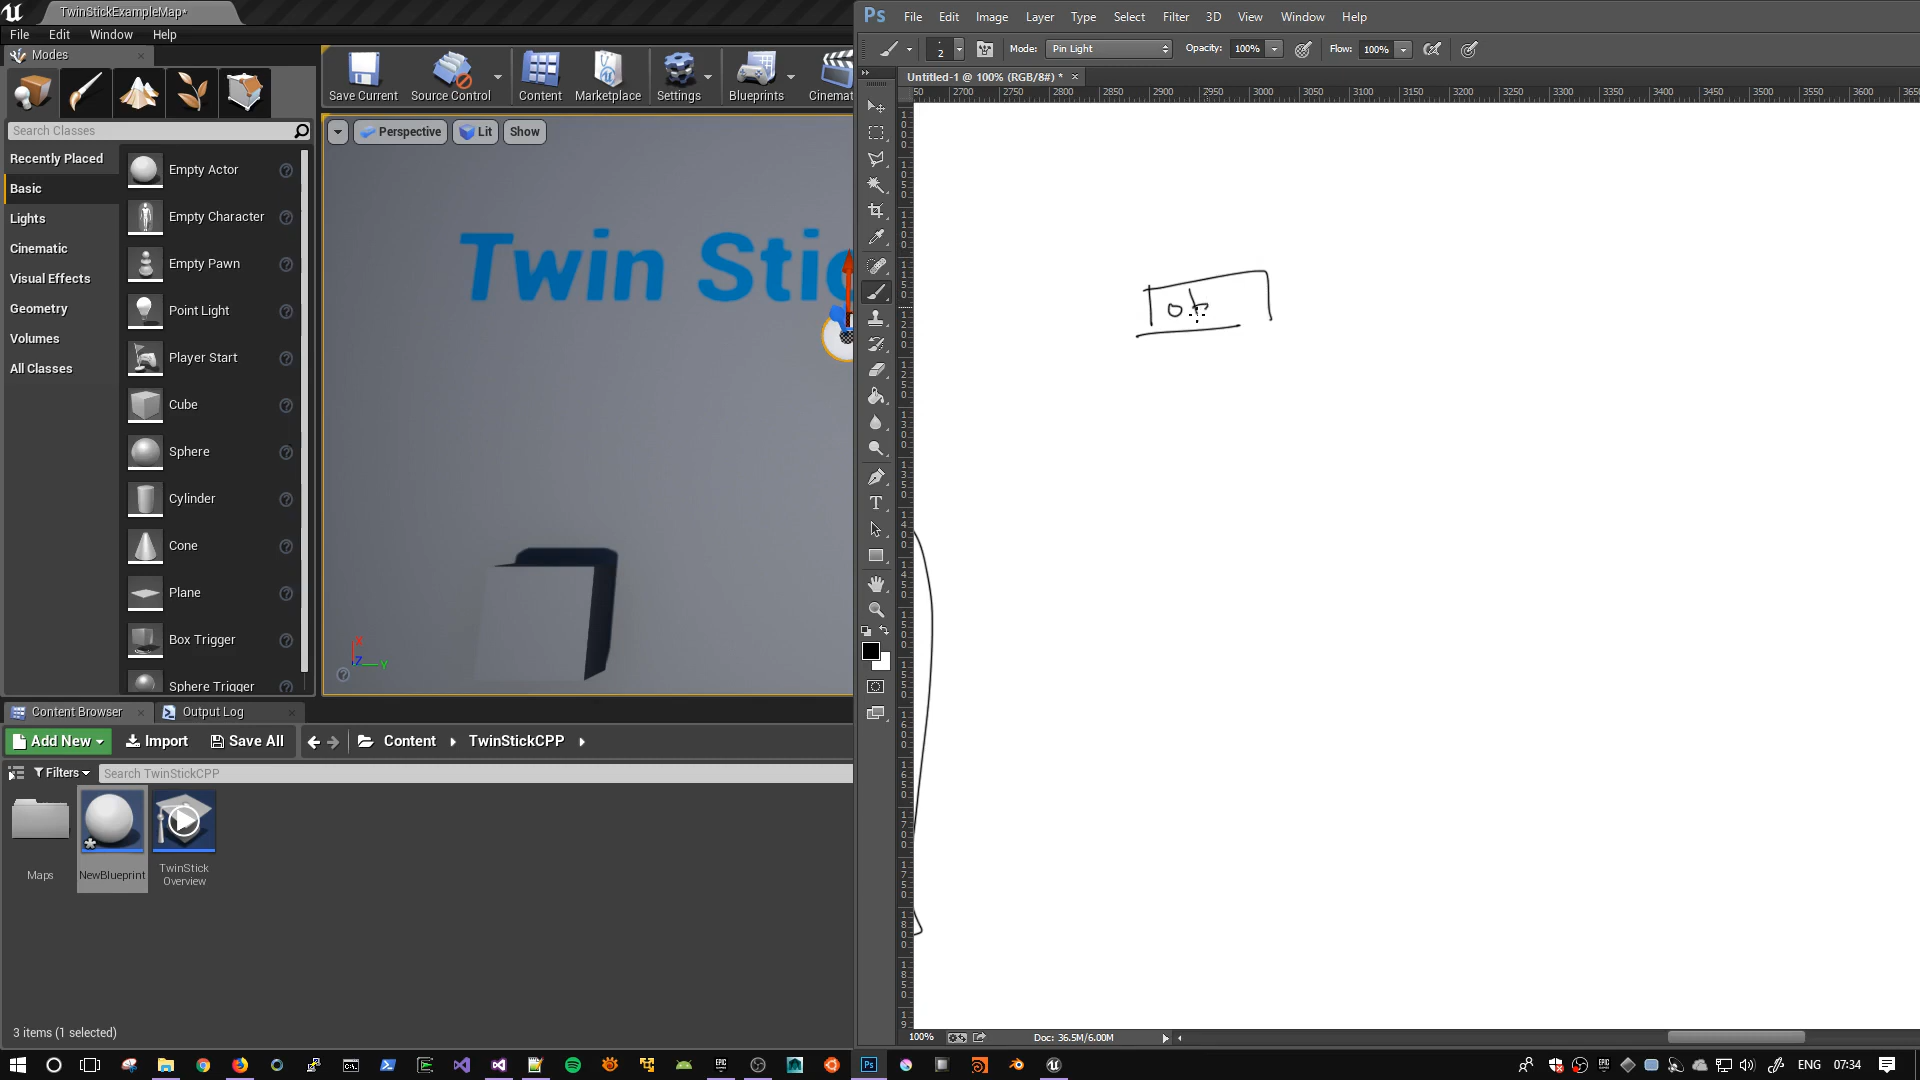 TwinStickExampleMap*
File Edit Window Help
Modes
Search Classes
Recently Placed
Basic
Lights
Cinematic
Visual Effects
Geometry
Volumes
All Classes
Empty Actor
Empty Character
Empty Pawn
Point Light
Player Start
Cube
Sphere
Cylinder
Cone
Plane
Box Trigger
Sphere Trigger
Save Current Source Control Content Marketplace Settings Blueprints Cinemat
Perspective Lit Show
Twin Stic
X
Z Y
Content Browser Output Log
Add New Import Save All Content TwinStickCPP
Filters Search TwinStickCPP
Maps NewBlueprint TwinStick
Overview
3 items (1 selected)
Ps File Edit Image Layer Type Select Filter 3D View Window Help
2 Mode: Pin Light Opacity: 100% Flow: 100%
Untitled-1 @ 100% (RGB/8#) *
50 2700 2750 2800 2850 2900 2950 3000 3050 3100 3150 3200 3250 3300 3350 3400 3450 3500 3550 3600 365
100% Doc: 36.5M/6.00M
ENG 07:34